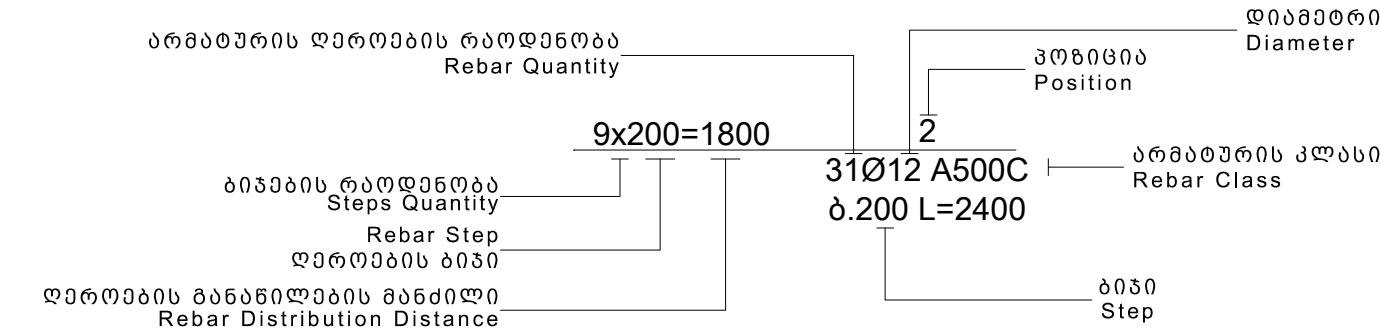 დიამეტრი
Diameter
არმატურის ღეროების რაოდენობა
Rebar Quantity
პოზიცია
Position
9x200=1800
2
31Ø12 A500C
ბ.200 L=2400
არმატურის კლასი
Rebar Class
ბიჯების რაოდენობა
Steps Quantity
Rebar Step
ღეროების ბიჯი
ღეროების განაწილების მანძილი
Rebar Distribution Distance
ბიჯი
Step